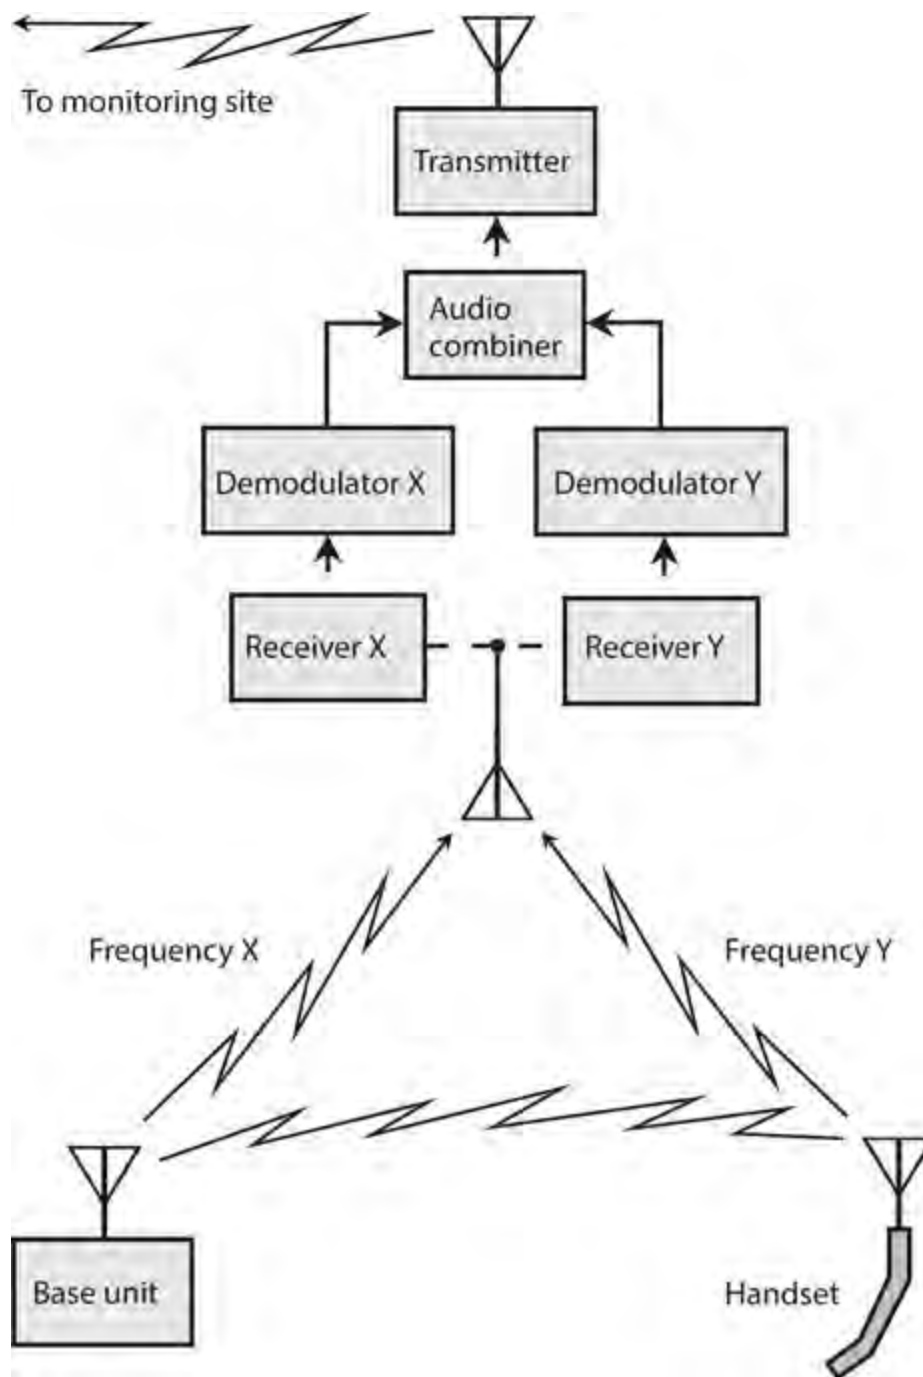 To monitoring site
Transmitter
Audio
combiner
Demodulator X
Demodulator Y
Receiver X
Receiver Y
Frequency X
Frequency Y
Base unit
Handset